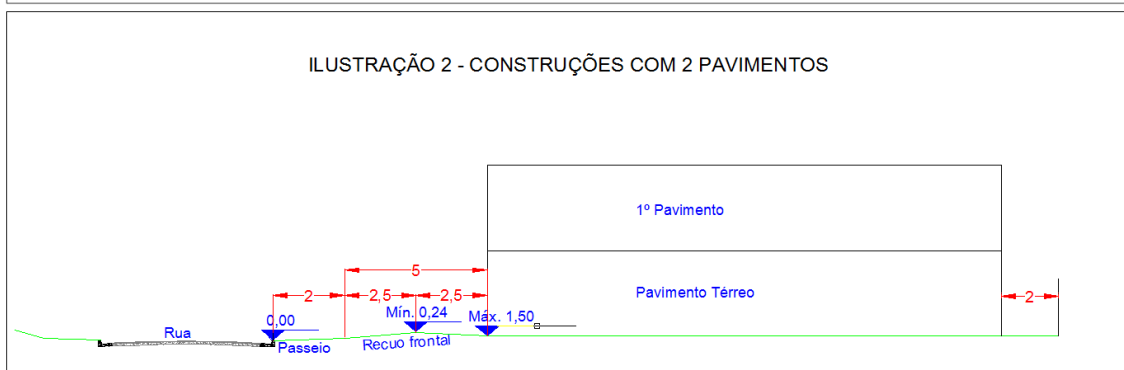 ILUSTRAÇÃO 2 - CONSTRUÇÕES COM 2 PAVIMENTOS
1º Pavimento
5
Pavimento Térreo
2
2,5
2,5
2
Mín. 0,24
Máx. 1,50
0,00
Rua
Passeio
Recuo frontal